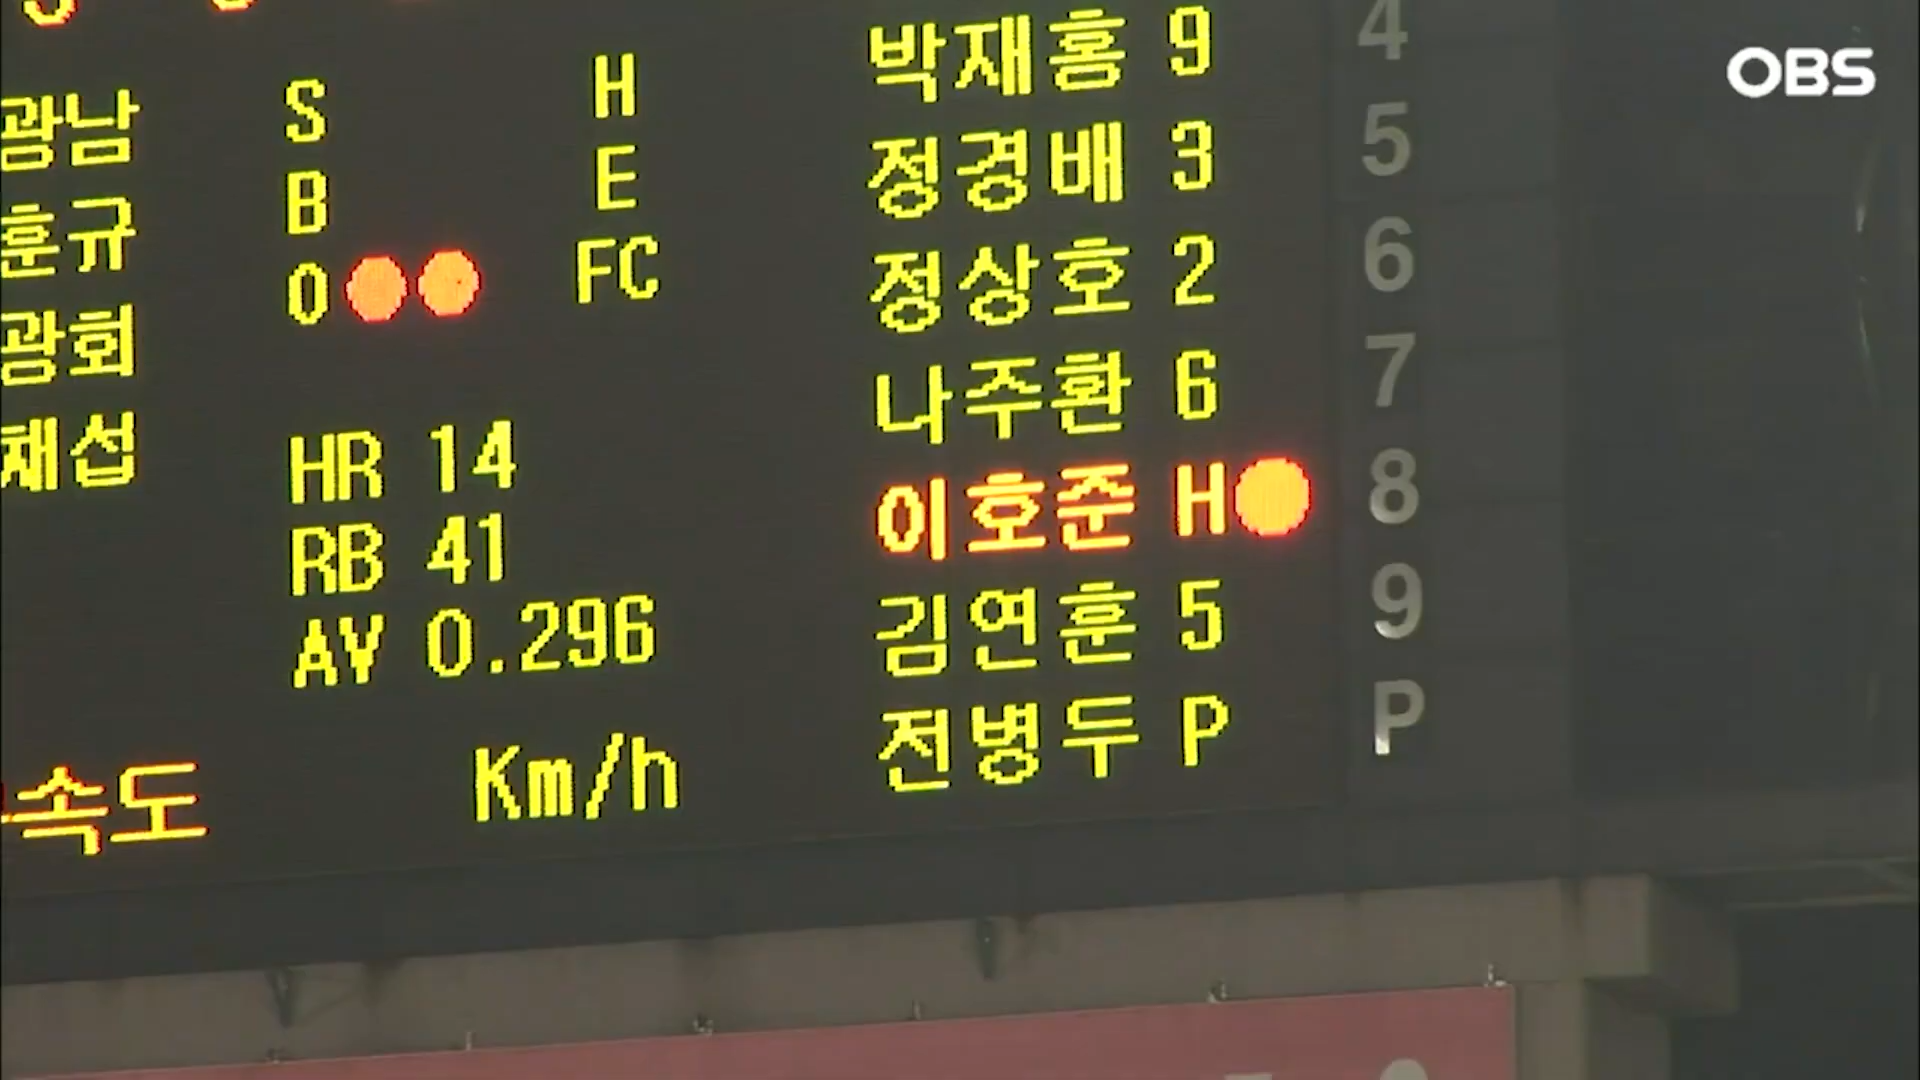 OBS
광남
훈규
광회
채섭
S
B
O
H
E
FC
HR 14
RB 41
AV 0.296
속도 Km/h
박재홍 9 4
정경배 3 5
정상호 2 6
나주환 6 7
이호준 H 8
김연훈 5 9
전병두 P P